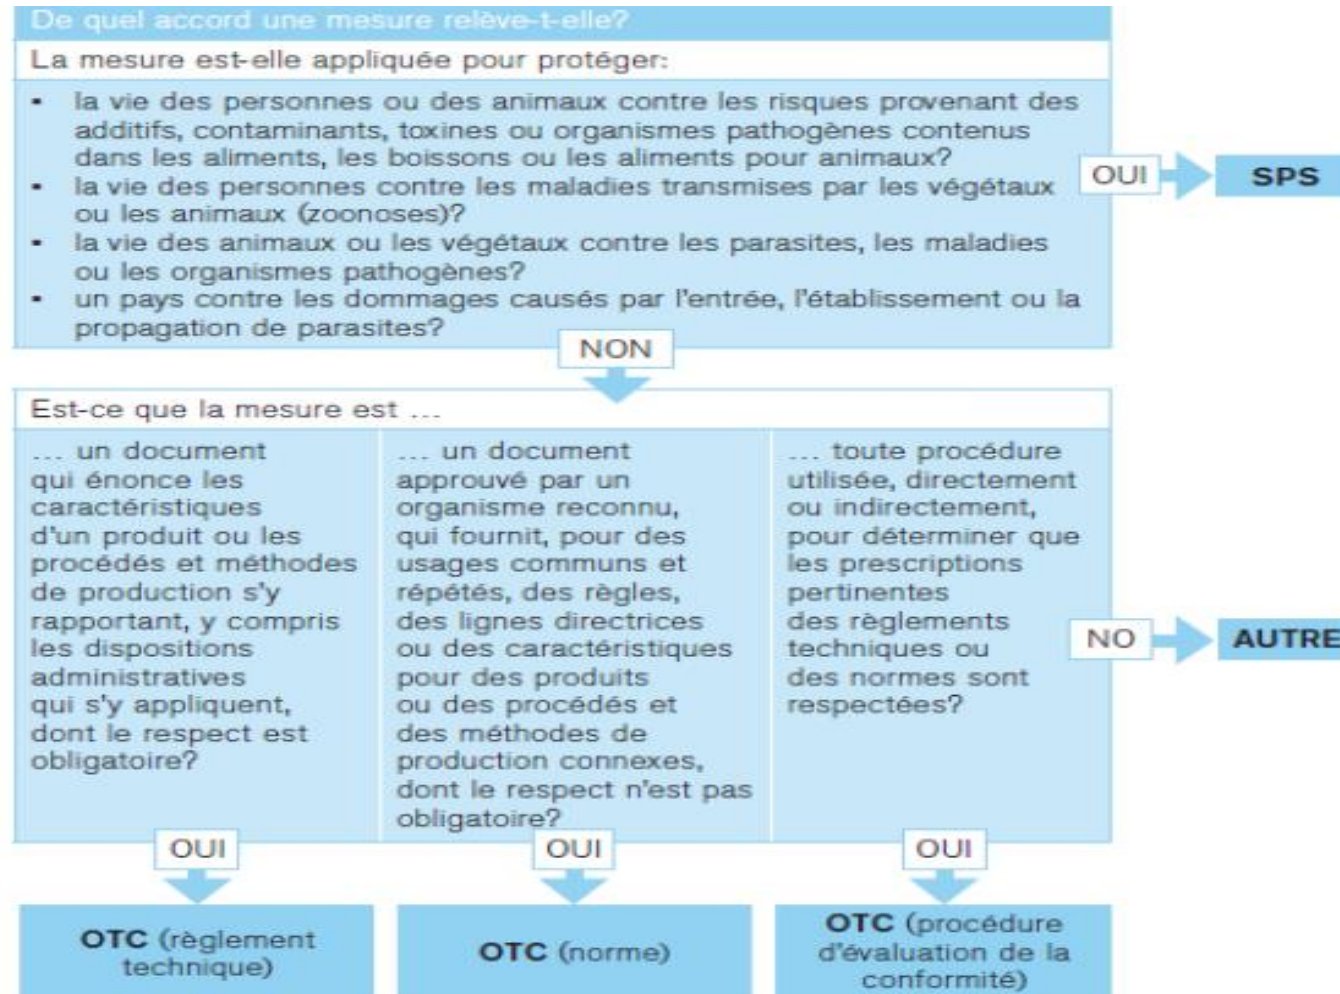 De quel accord une mesure relève-t-elle?
La mesure est-elle appliquée pour protéger:
▪ la vie des personnes ou des animaux contre les risques provenant des
additifs, contaminants, toxines ou organismes pathogènes contenus
dans les aliments, les boissons ou les aliments pour animaux?
▪ la vie des personnes contre les maladies transmises par les végétaux
ou les animaux (zoonoses)?
▪ la vie des animaux ou les végétaux contre les parasites, les maladies
ou les organismes pathogènes?
▪ un pays contre les dommages causés par l'entrée, l'établissement ou la
propagation de parasites?
OUI
SPS
NON
Est-ce que la mesure est ...
... un document
qui énonce les
caractéristiques
d'un produit ou les
procédés et méthodes
de production s'y
rapportant, y compris
les dispositions
administratives
qui s'y appliquent,
dont le respect est
obligatoire?
... un document
approuvé par un
organisme reconnu,
qui fournit, pour des
usages communs et
répétés, des règles,
des lignes directrices
ou des caractéristiques
pour des produits
ou des procédés et
des méthodes de
production connexes,
dont le respect n'est pas
obligatoire?
... toute procédure
utilisée, directement
ou indirectement,
pour déterminer que
les prescriptions
pertinentes
des règlements
techniques ou
des normes sont
respectées?
NO
AUTRE
OUI
OUI
OUI
OTC (règlement
technique)
OTC (norme)
OTC (procédure
d'évaluation de la
conformité)